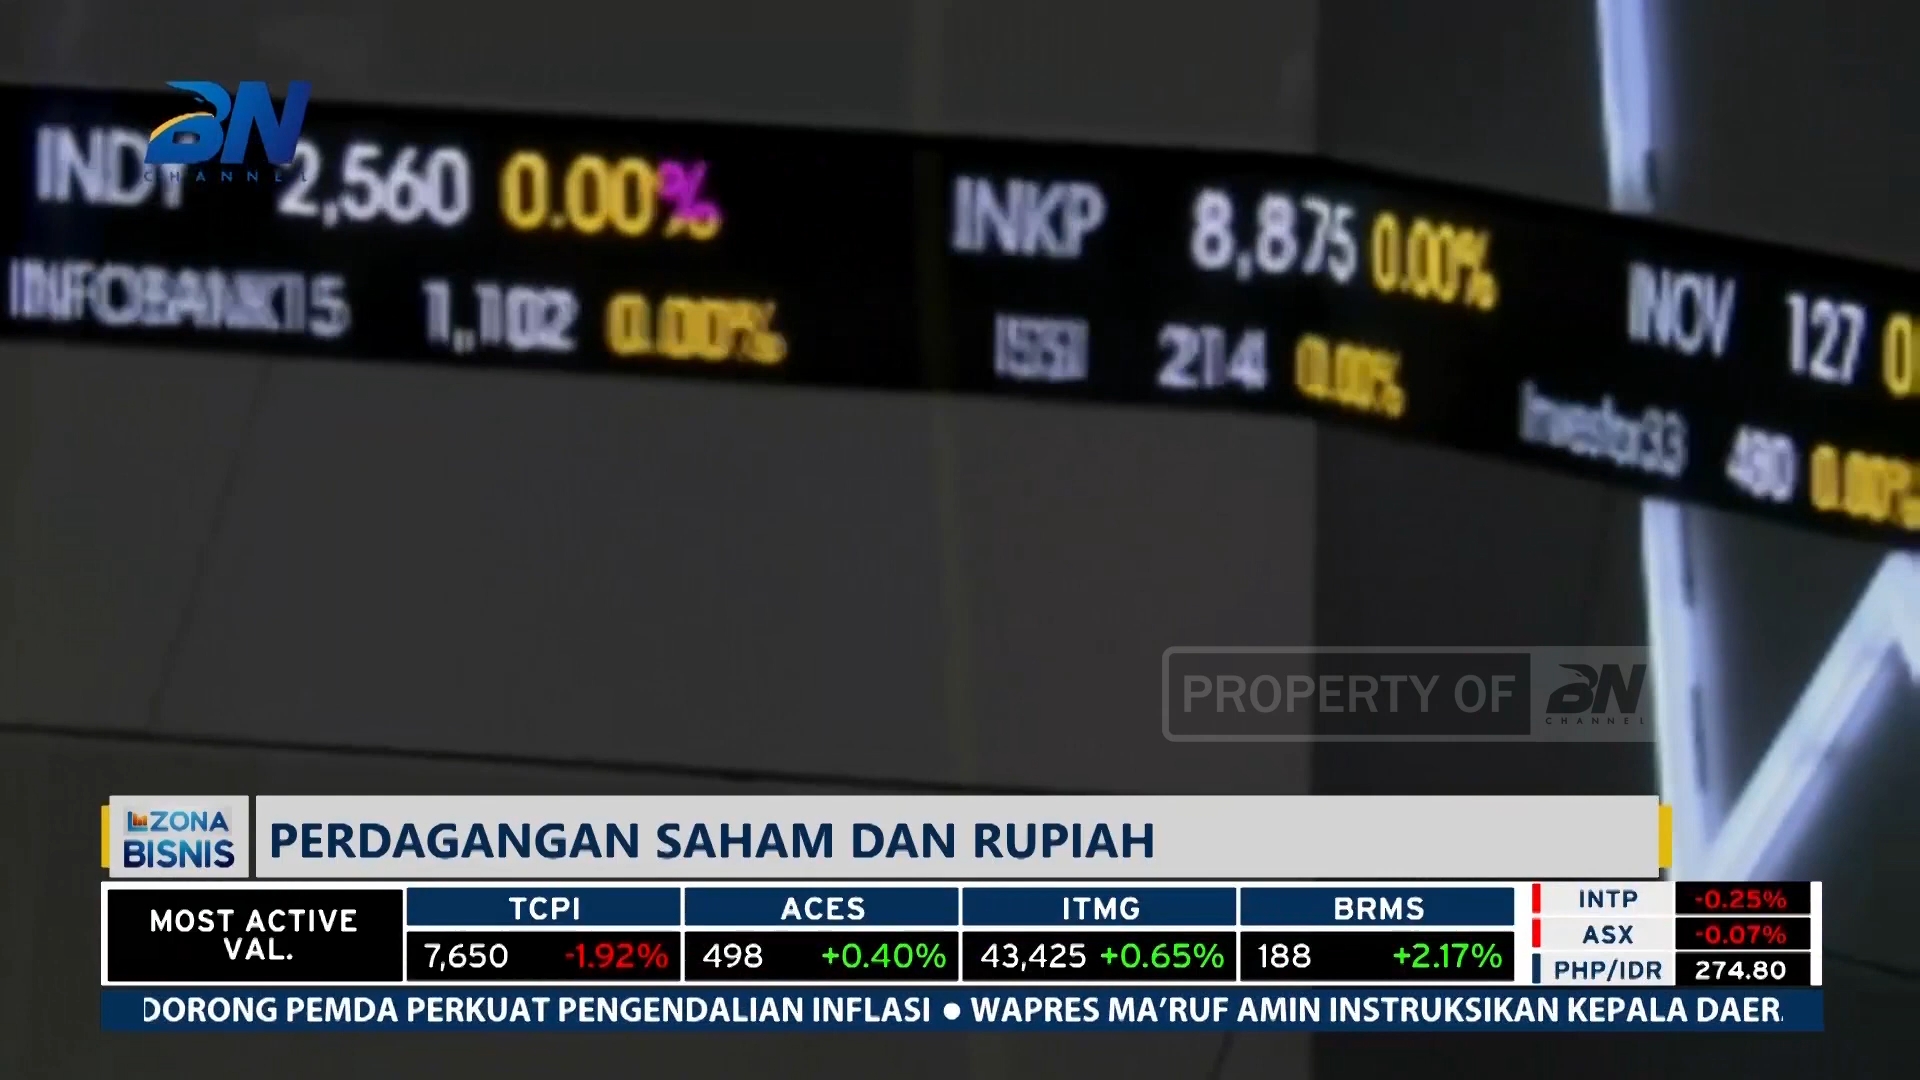 BN
CHANNEL
INDY 2,560 0.00%
INKP 8,875 0.00%
INOV 127
INFOBANK15 1,102 0.00%
ISSI 214 0.00%
Investor33 480 0.00%
PROPERTY OF BN
CHANNEL
ZONA
BISNIS
PERDAGANGAN SAHAM DAN RUPIAH
MOST ACTIVE
VAL.
TCPI ACES ITMG BRMS
7,650 -1.92% 498 +0.40% 43,425 +0.65% 188 +2.17%
INTP -0.25%
ASX -0.07%
PHP/IDR 274.80
DORONG PEMDA PERKUAT PENGENDALIAN INFLASI ● WAPRES MA’RUF AMIN INSTRUKSIKAN KEPALA DAER